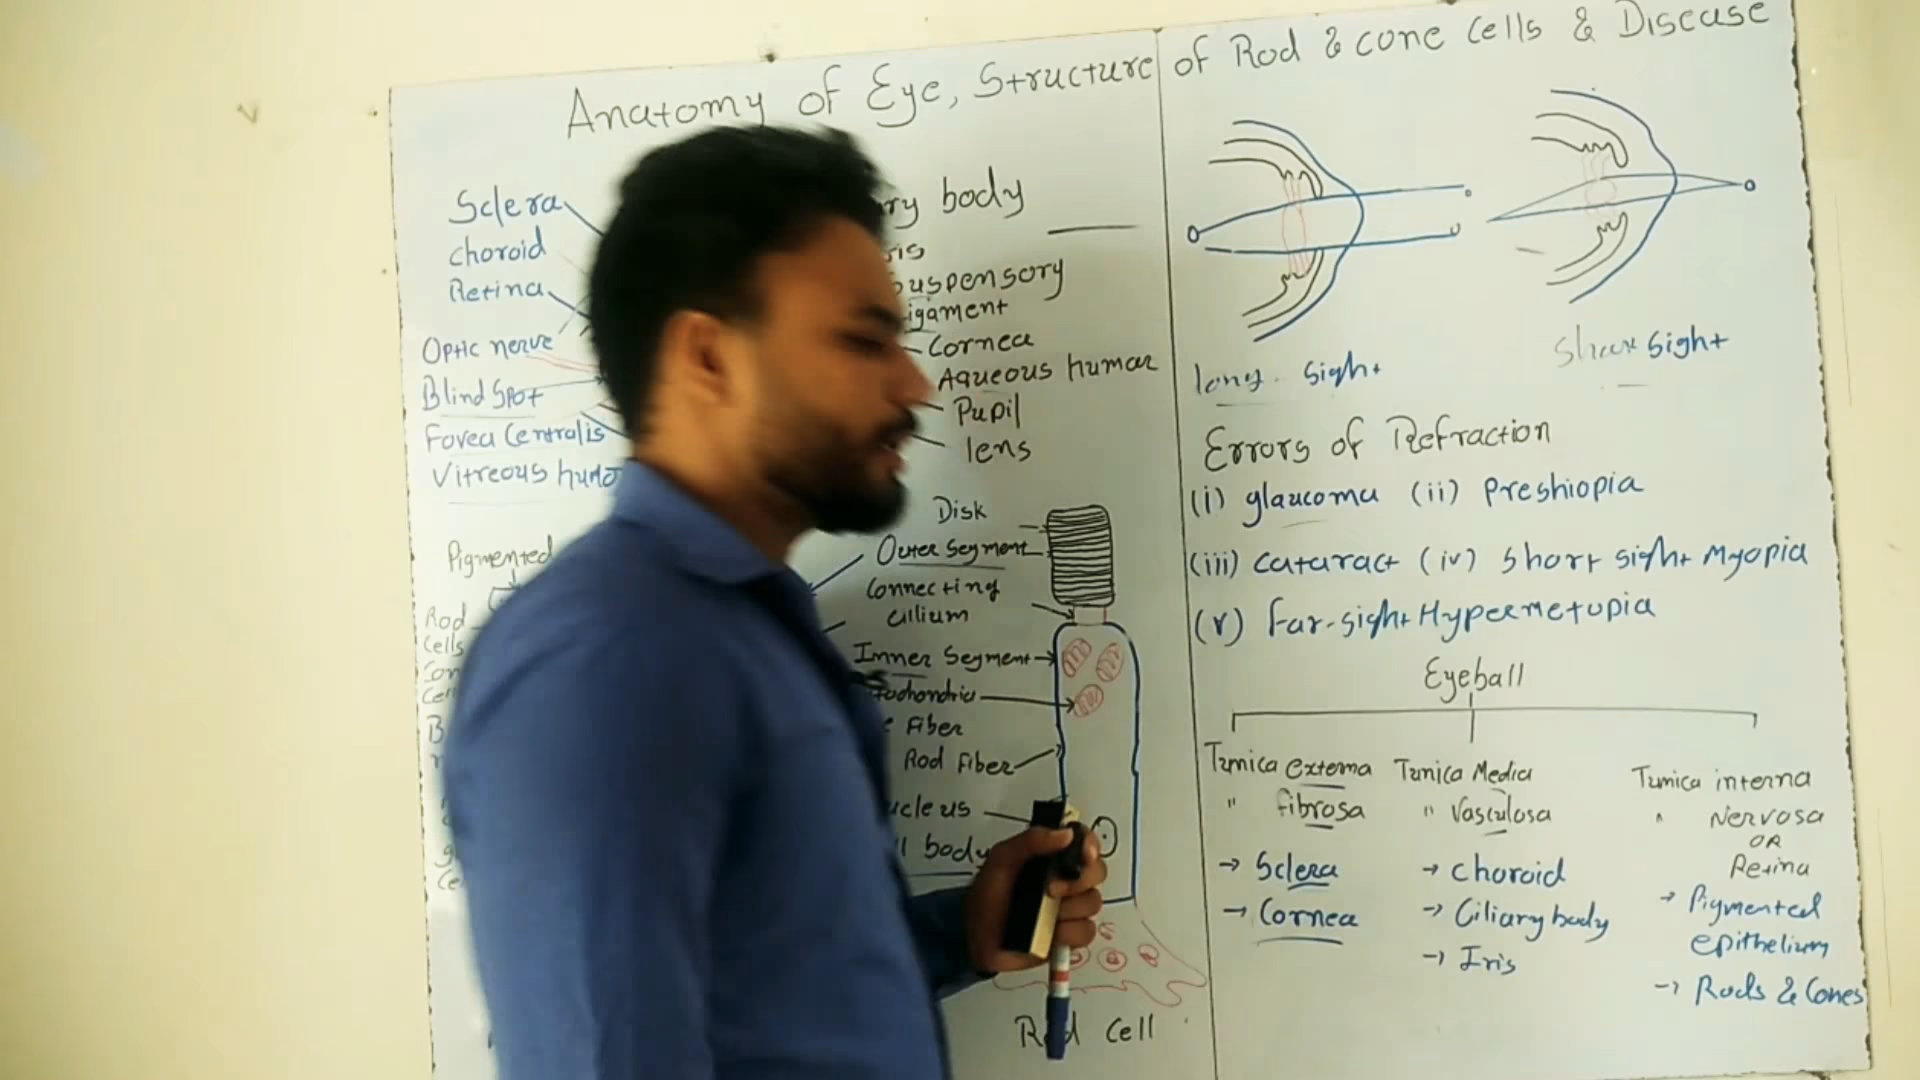 Anatomy of Eye, Structure of Rod & cone cells & Disease
Sclera
choroid
Retina
Optic nerve
Blind Spot
Fovea Centralis
Vitreous humo
Pigmented
Rod
cells
body
Suspensory
ligament
Cornea
Aqueous humar
Pupil
lens
Disk
Outer Segment
Connecting
cilium
Inner Segment
Fiber
Rod Fiber
body
Rod Cell
long sight
sight
Errors of Refraction
(i) glaucoma (ii) Preshiopia
(iii) cataract (iv) Short sight Myopia
(v) far-sight Hypermetopia
Eyeball
Tunica externa
" fibrosa
→ Sclera
→ Cornea
Tunica Media
" Vasculosa
→ choroid
→ Ciliary body
→ Iris
Tunica interna
" Nervosa
OR
Retina
→ Pigmented
epithelium
→ Rods & Cones